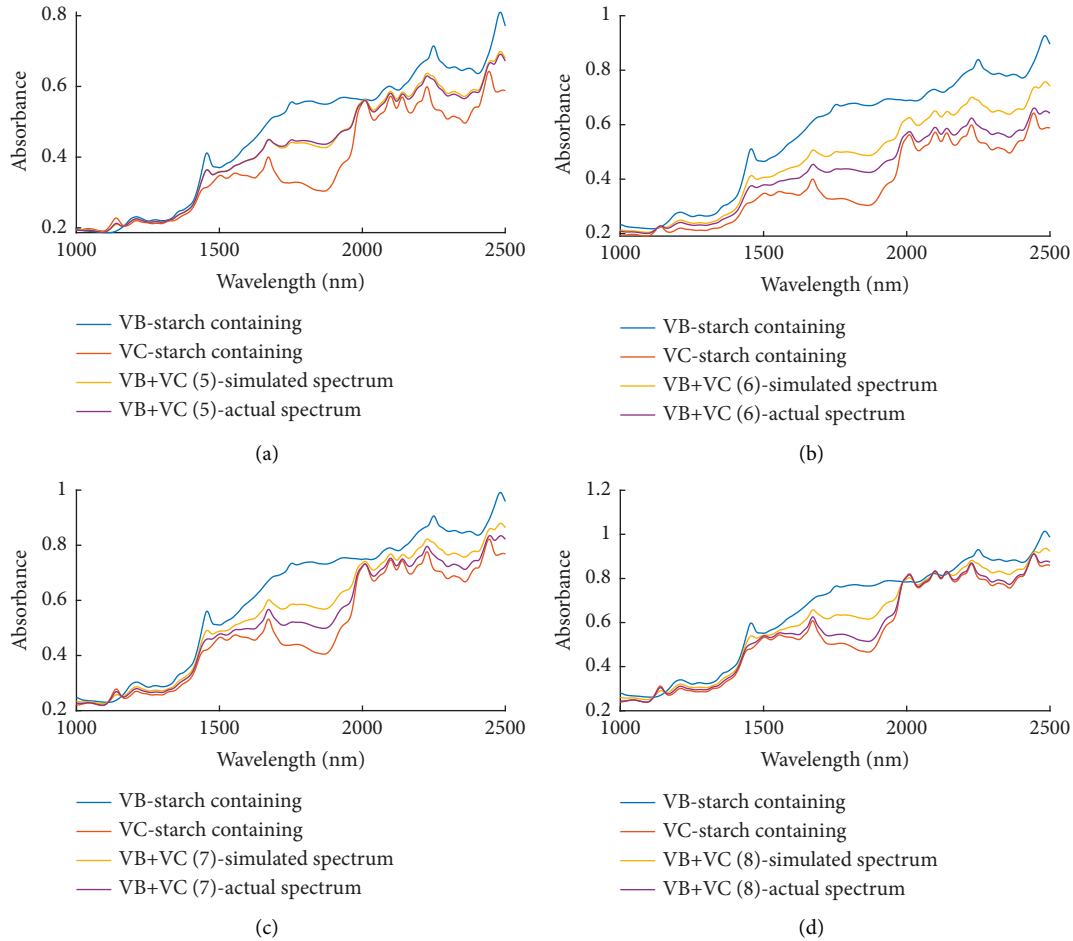 0.8
0.6
0.4
0.2
Absorbance
1000
1500
2000
2500
Wavelength (nm)
VB-starch containing
VC-starch containing
VB+VC (5)-simulated spectrum
VB+VC (5)-actual spectrum
(a)
1
0.8
0.6
0.4
0.2
Absorbance
1000
1500
2000
2500
Wavelength (nm)
VB-starch containing
VC-starch containing
VB+VC (6)-simulated spectrum
VB+VC (6)-actual spectrum
(b)
1
0.8
0.6
0.4
0.2
Absorbance
1000
1500
2000
2500
Wavelength (nm)
VB-starch containing
VC-starch containing
VB+VC (7)-simulated spectrum
VB+VC (7)-actual spectrum
(c)
1.2
1
0.8
0.6
0.4
0.2
Absorbance
1000
1500
2000
2500
Wavelength (nm)
VB-starch containing
VC-starch containing
VB+VC (8)-simulated spectrum
VB+VC (8)-actual spectrum
(d)